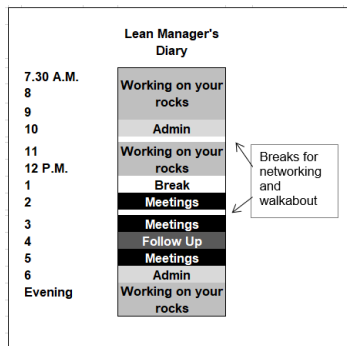 Lean Manager's
Diary
7.30 A.M.
8
Working on your
rocks
9
10 Admin
11
Working on your
rocks
12 P.M.
1 Break
2 Meetings
Breaks for
networking
and
walkabout
3 Meetings
4 Follow Up
5 Meetings
6 Admin
Evening Working on your
rocks